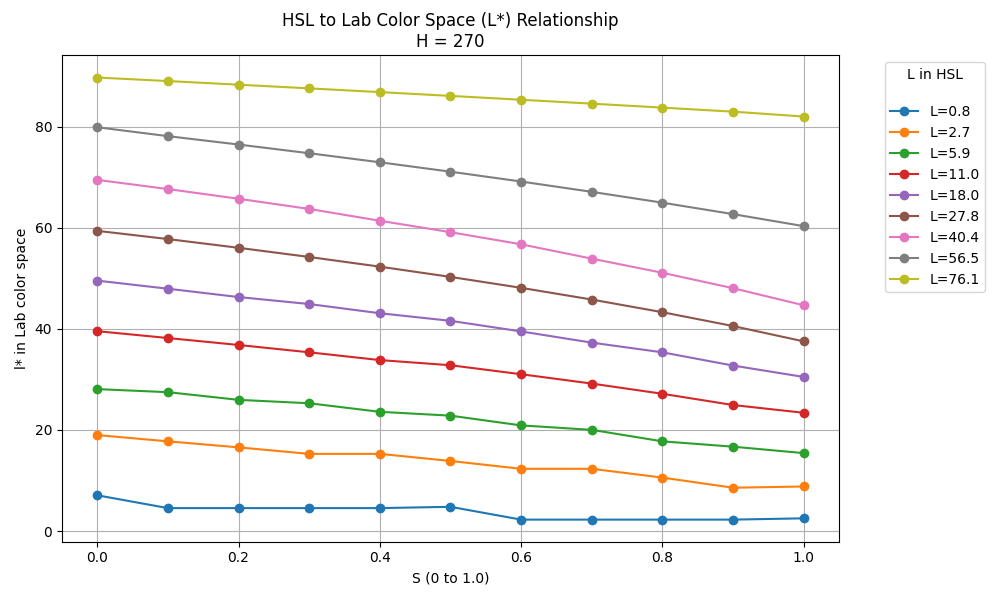 HSL to Lab Color Space (L*) Relationship
H = 270
L in HSL
L=0.8
L=2.7
L=5.9
L=11.0
L=18.0
L=27.8
L=40.4
L=56.5
L=76.1
l* in Lab color space
80
60
40
20
0
0.0 0.2 0.4 0.6 0.8 1.0
S (0 to 1.0)